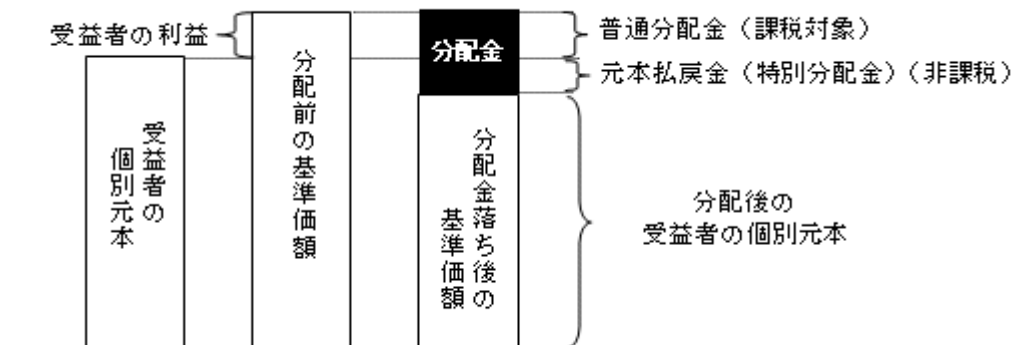 受益者の利益
受益者の
個別元本
分配前の基準価額
分配金
分配金落ち後の
基準価額
普通分配金（課税対象）
元本払戻金（特別分配金）（非課税）
分配後の
受益者の個別元本